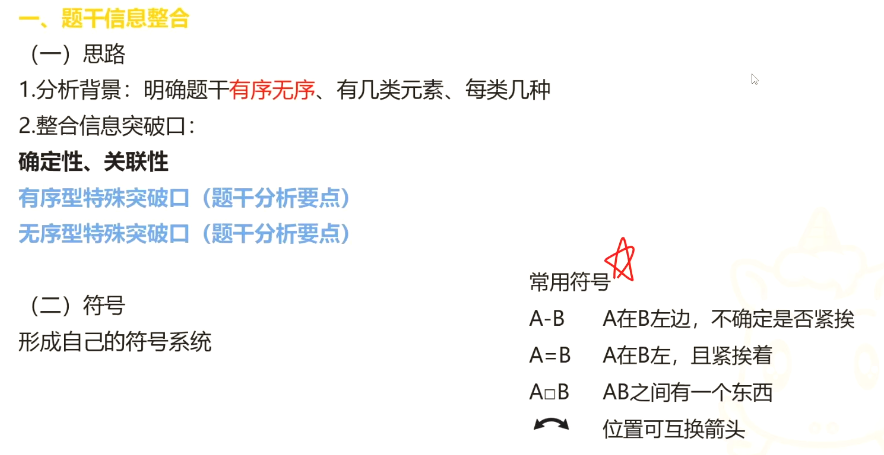 一、题干信息整合
（一）思路
1.分析背景：明确题干有序无序、有几类元素、每类几种
2.整合信息突破口：
确定性、关联性
有序型特殊突破口（题干分析要点）
无序型特殊突破口（题干分析要点）
（二）符号
形成自己的符号系统
常用符号
A-B A在B左边，不确定是否紧挨
A=B A在B左，且紧挨着
A□B AB之间有一个东西
位置可互换箭头